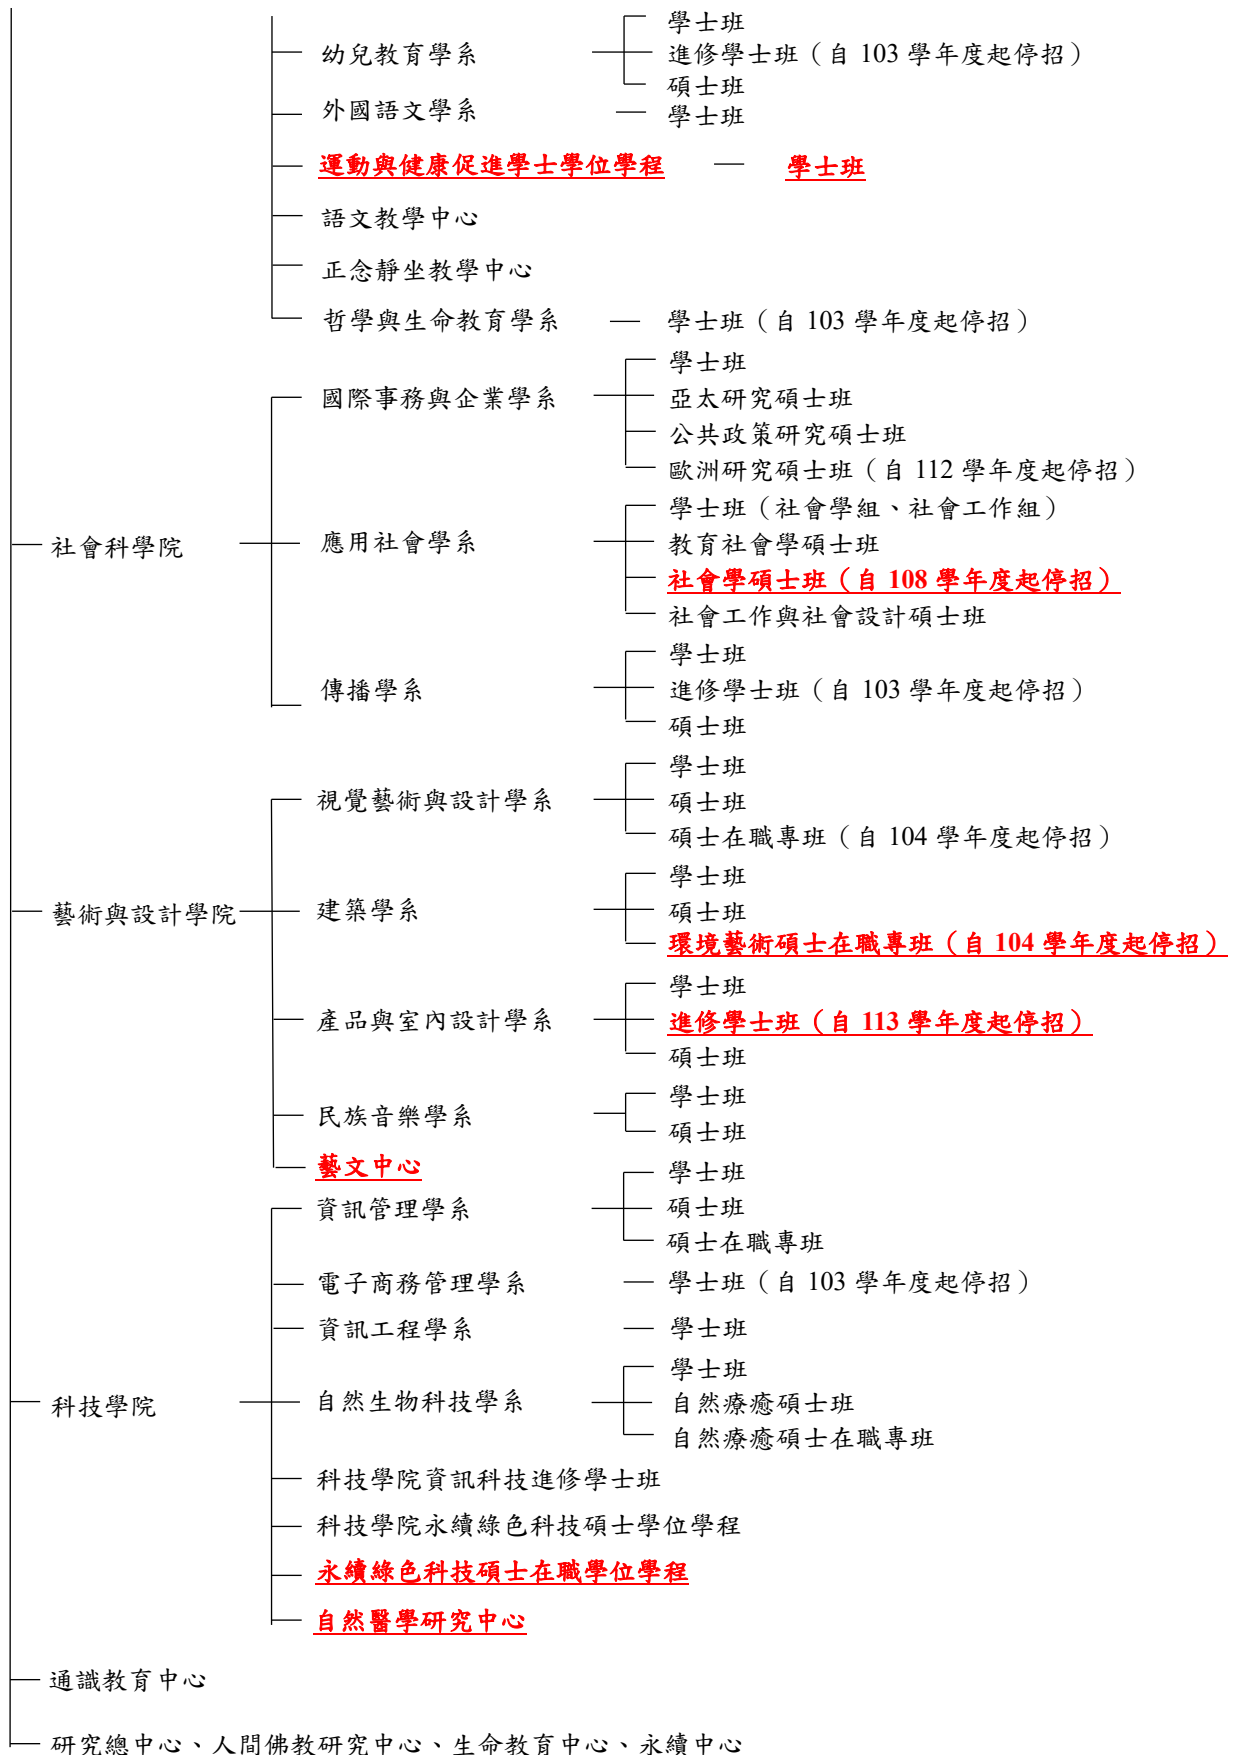 學士班
幼兒教育學系
進修學士班（自 103 學年度起停招）
碩士班
外國語文學系
學士班
運動與健康促進學士學位學程 學士班
語文教學中心
正念靜坐教學中心
哲學與生命教育學系 學士班（自 103 學年度起停招）
學士班
國際事務與企業學系 亞太研究碩士班
公共政策研究碩士班
歐洲研究碩士班（自 112 學年度起停招）
學士班（社會學組、社會工作組）
社會科學院 應用社會學系 教育社會學碩士班
社會學碩士班（自 108 學年度起停招）
社會工作與社會設計碩士班
學士班
傳播學系 進修學士班（自 103 學年度起停招）
碩士班
學士班
視覺藝術與設計學系 碩士班
碩士在職專班（自 104 學年度起停招）
學士班
藝術與設計學院 建築學系 碩士班
環境藝術碩士在職專班（自 104 學年度起停招）
學士班
產品與室內設計學系 進修學士班（自 113 學年度起停招）
碩士班
學士班
民族音樂學系
碩士班
藝文中心
學士班
資訊管理學系 碩士班
碩士在職專班
電子商務管理學系 學士班（自 103 學年度起停招）
資訊工程學系 學士班
學士班
科技學院 自然生物科技學系 自然療癒碩士班
自然療癒碩士在職專班
科技學院資訊科技進修學士班
科技學院永續綠色科技碩士學位學程
永續綠色科技碩士在職學位學程
自然醫學研究中心
通識教育中心
研究總中心、人間佛教研究中心、生命教育中心、永續中心